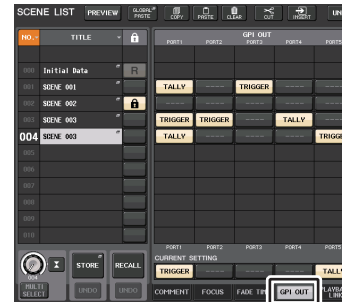 SCENE LIST PREVIEW GLOBAL PASTE COPY PASTE CLEAR CUT INSERT UN
NO. TITLE GPI OUT
PORT1 PORT2 PORT3 PORT4 PORT5
000 Initial Data R
001 SCENE 001 TALLY ---- TRIGGER ---- ----
002 SCENE 002 ---- ---- ---- ---- ----
003 SCENE 003 TRIGGER TRIGGER ---- TALLY ----
004 SCENE 003 TALLY ---- ---- ---- TRIGGE
005
006
007
008
009
010
PORT1 PORT2 PORT3 PORT4 PORT5
CURRENT SETTING
004 STORE RECALL TRIGGER ---- ---- ---- TALL
MULTI SELECT UNDO UNDO COMMENT FOCUS FADE TIM GPI OUT PLAYBA LINK